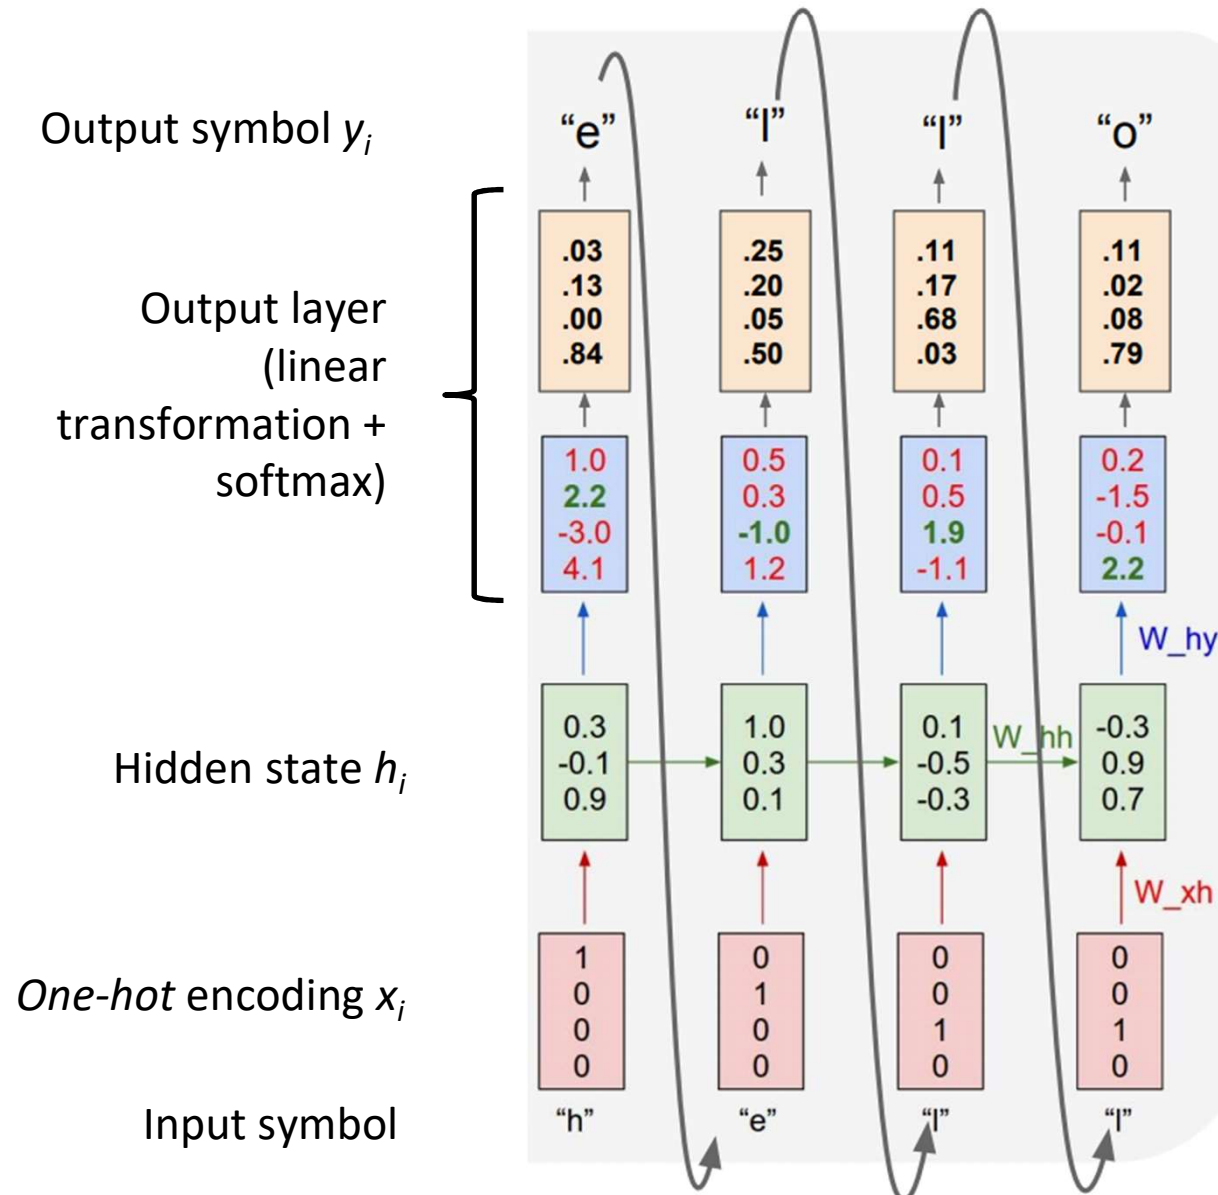 Output symbol yi
“e” “l” “l” “o”
Output layer
(linear
transformation +
softmax)
.03 .25 .11 .11
.13 .20 .17 .02
.00 .05 .68 .08
.84 .50 .03 .79
1.0 0.5 0.1 0.2
2.2 0.3 0.5 -1.5
-3.0 -1.0 1.9 -0.1
4.1 1.2 -1.1 2.2
W_hy
Hidden state hi
0.3 1.0 0.1 -0.3
-0.1 0.3 -0.5 0.9
0.9 0.1 -0.3 0.7
W_hh
W_xh
One-hot encoding xi
1 0 0 0
0 1 0 0
0 0 1 1
0 0 0 0
Input symbol
“h” “e” “l” “l”